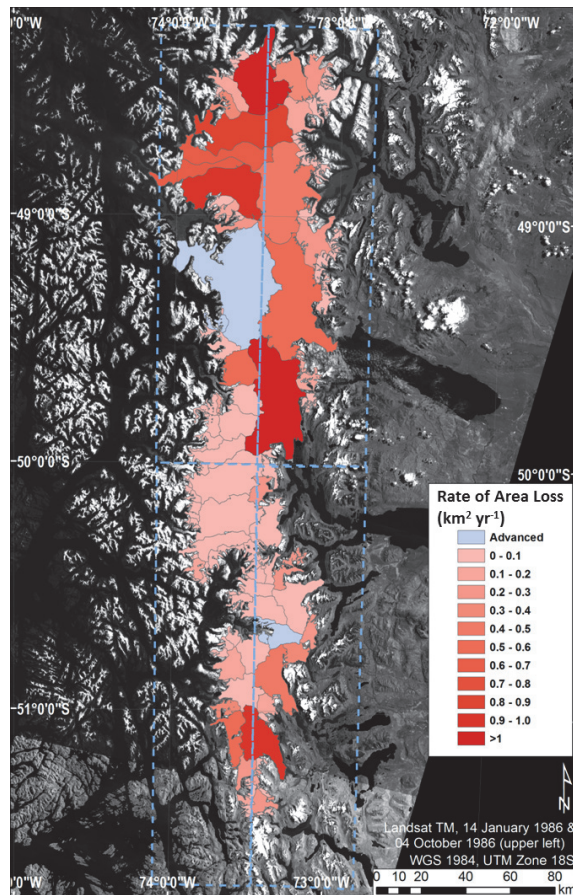 74°0'0"W 73°0'0"W 72°0'0"W
49°0'0"S 49°0'0"S
50°0'0"S 50°0'0"S
Rate of Area Loss
(km² yr⁻¹)
Advanced
0 - 0.1
0.1 - 0.2
0.2 - 0.3
0.3 - 0.4
0.4 - 0.5
0.5 - 0.6
0.6 - 0.7
0.7 - 0.8
0.8 - 0.9
0.9 - 1.0
>1
51°0'0"S
N
Landsat TM, 14 January 1986 &
04 October 1986 (upper left)
WGS 1984, UTM Zone 18S
74°0'0"W 73°0'0"W
0 10 20 40 60 80
km